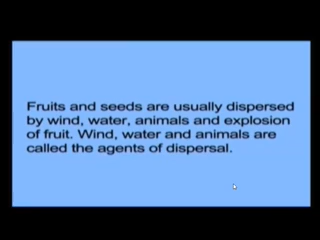 Fruits and seeds are usually dispersed
by wind, water, animals and explosion
of fruit. Wind, water and animals are
called the agents of dispersal.